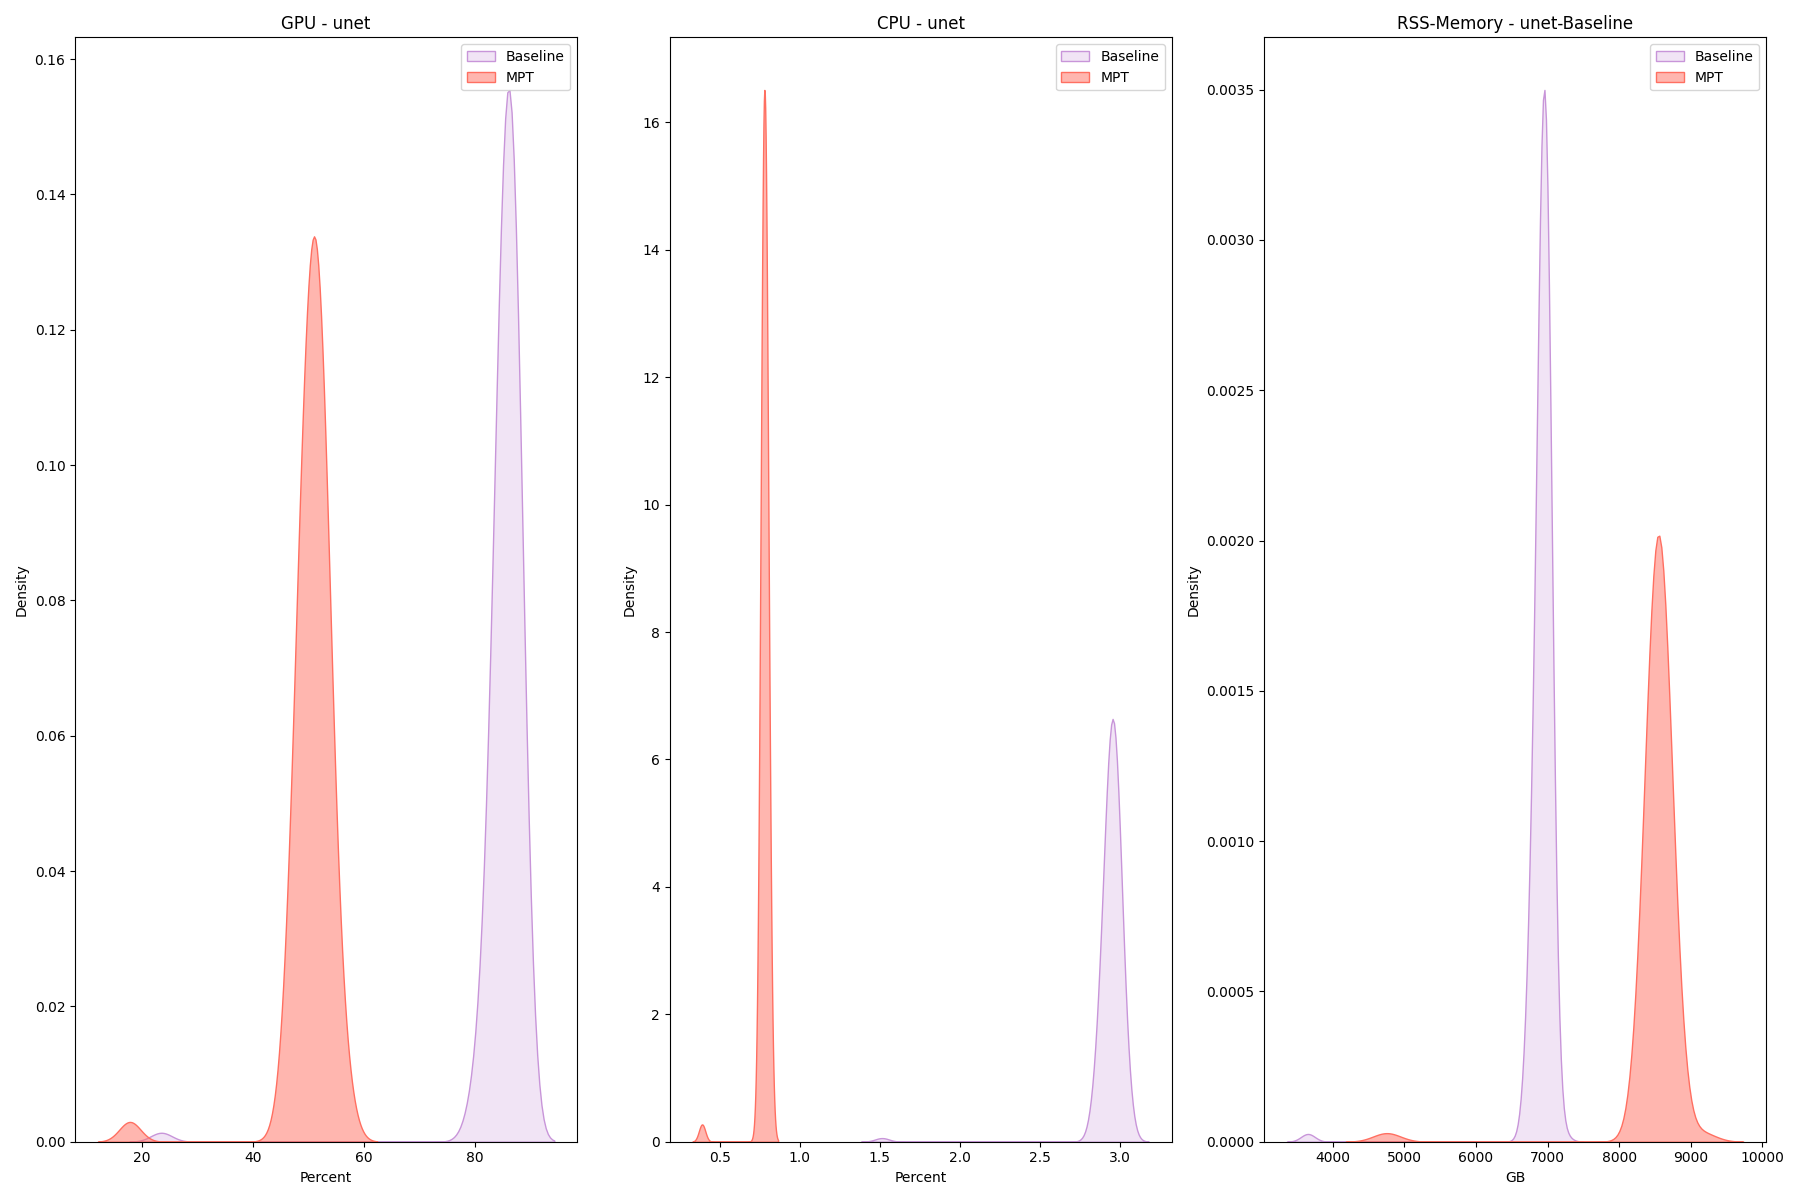 GPU - unet
Baseline
MPT
0.16
0.14
0.12
0.10
0.08
0.06
0.04
0.02
0.00
Density
20 40 60 80
Percent
CPU - unet
Baseline
MPT
16
14
12
10
8
6
4
2
0
Density
0.5 1.0 1.5 2.0 2.5 3.0
Percent
RSS-Memory - unet-Baseline
Baseline
MPT
0.0035
0.0030
0.0025
0.0020
0.0015
0.0010
0.0005
0.0000
Density
4000 5000 6000 7000 8000 9000 10000
GB